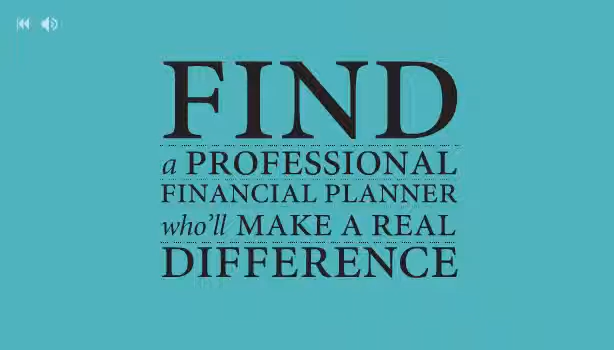 FIND
a PROFESSIONAL
FINANCIAL PLANNER
who'll MAKE A REAL
DIFFERENCE